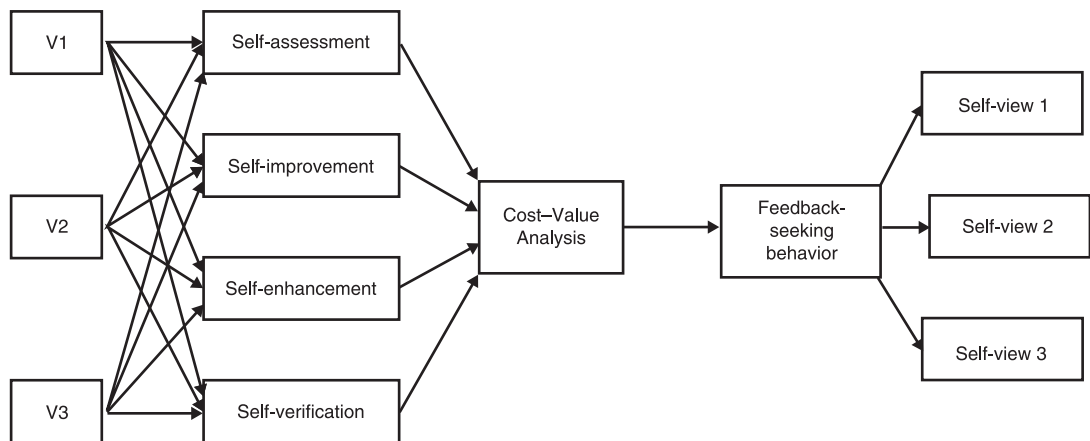 V1
V2
V3
Self-assessment
Self-improvement
Self-enhancement
Self-verification
Cost–Value
Analysis
Feedback-
seeking
behavior
Self-view 1
Self-view 2
Self-view 3